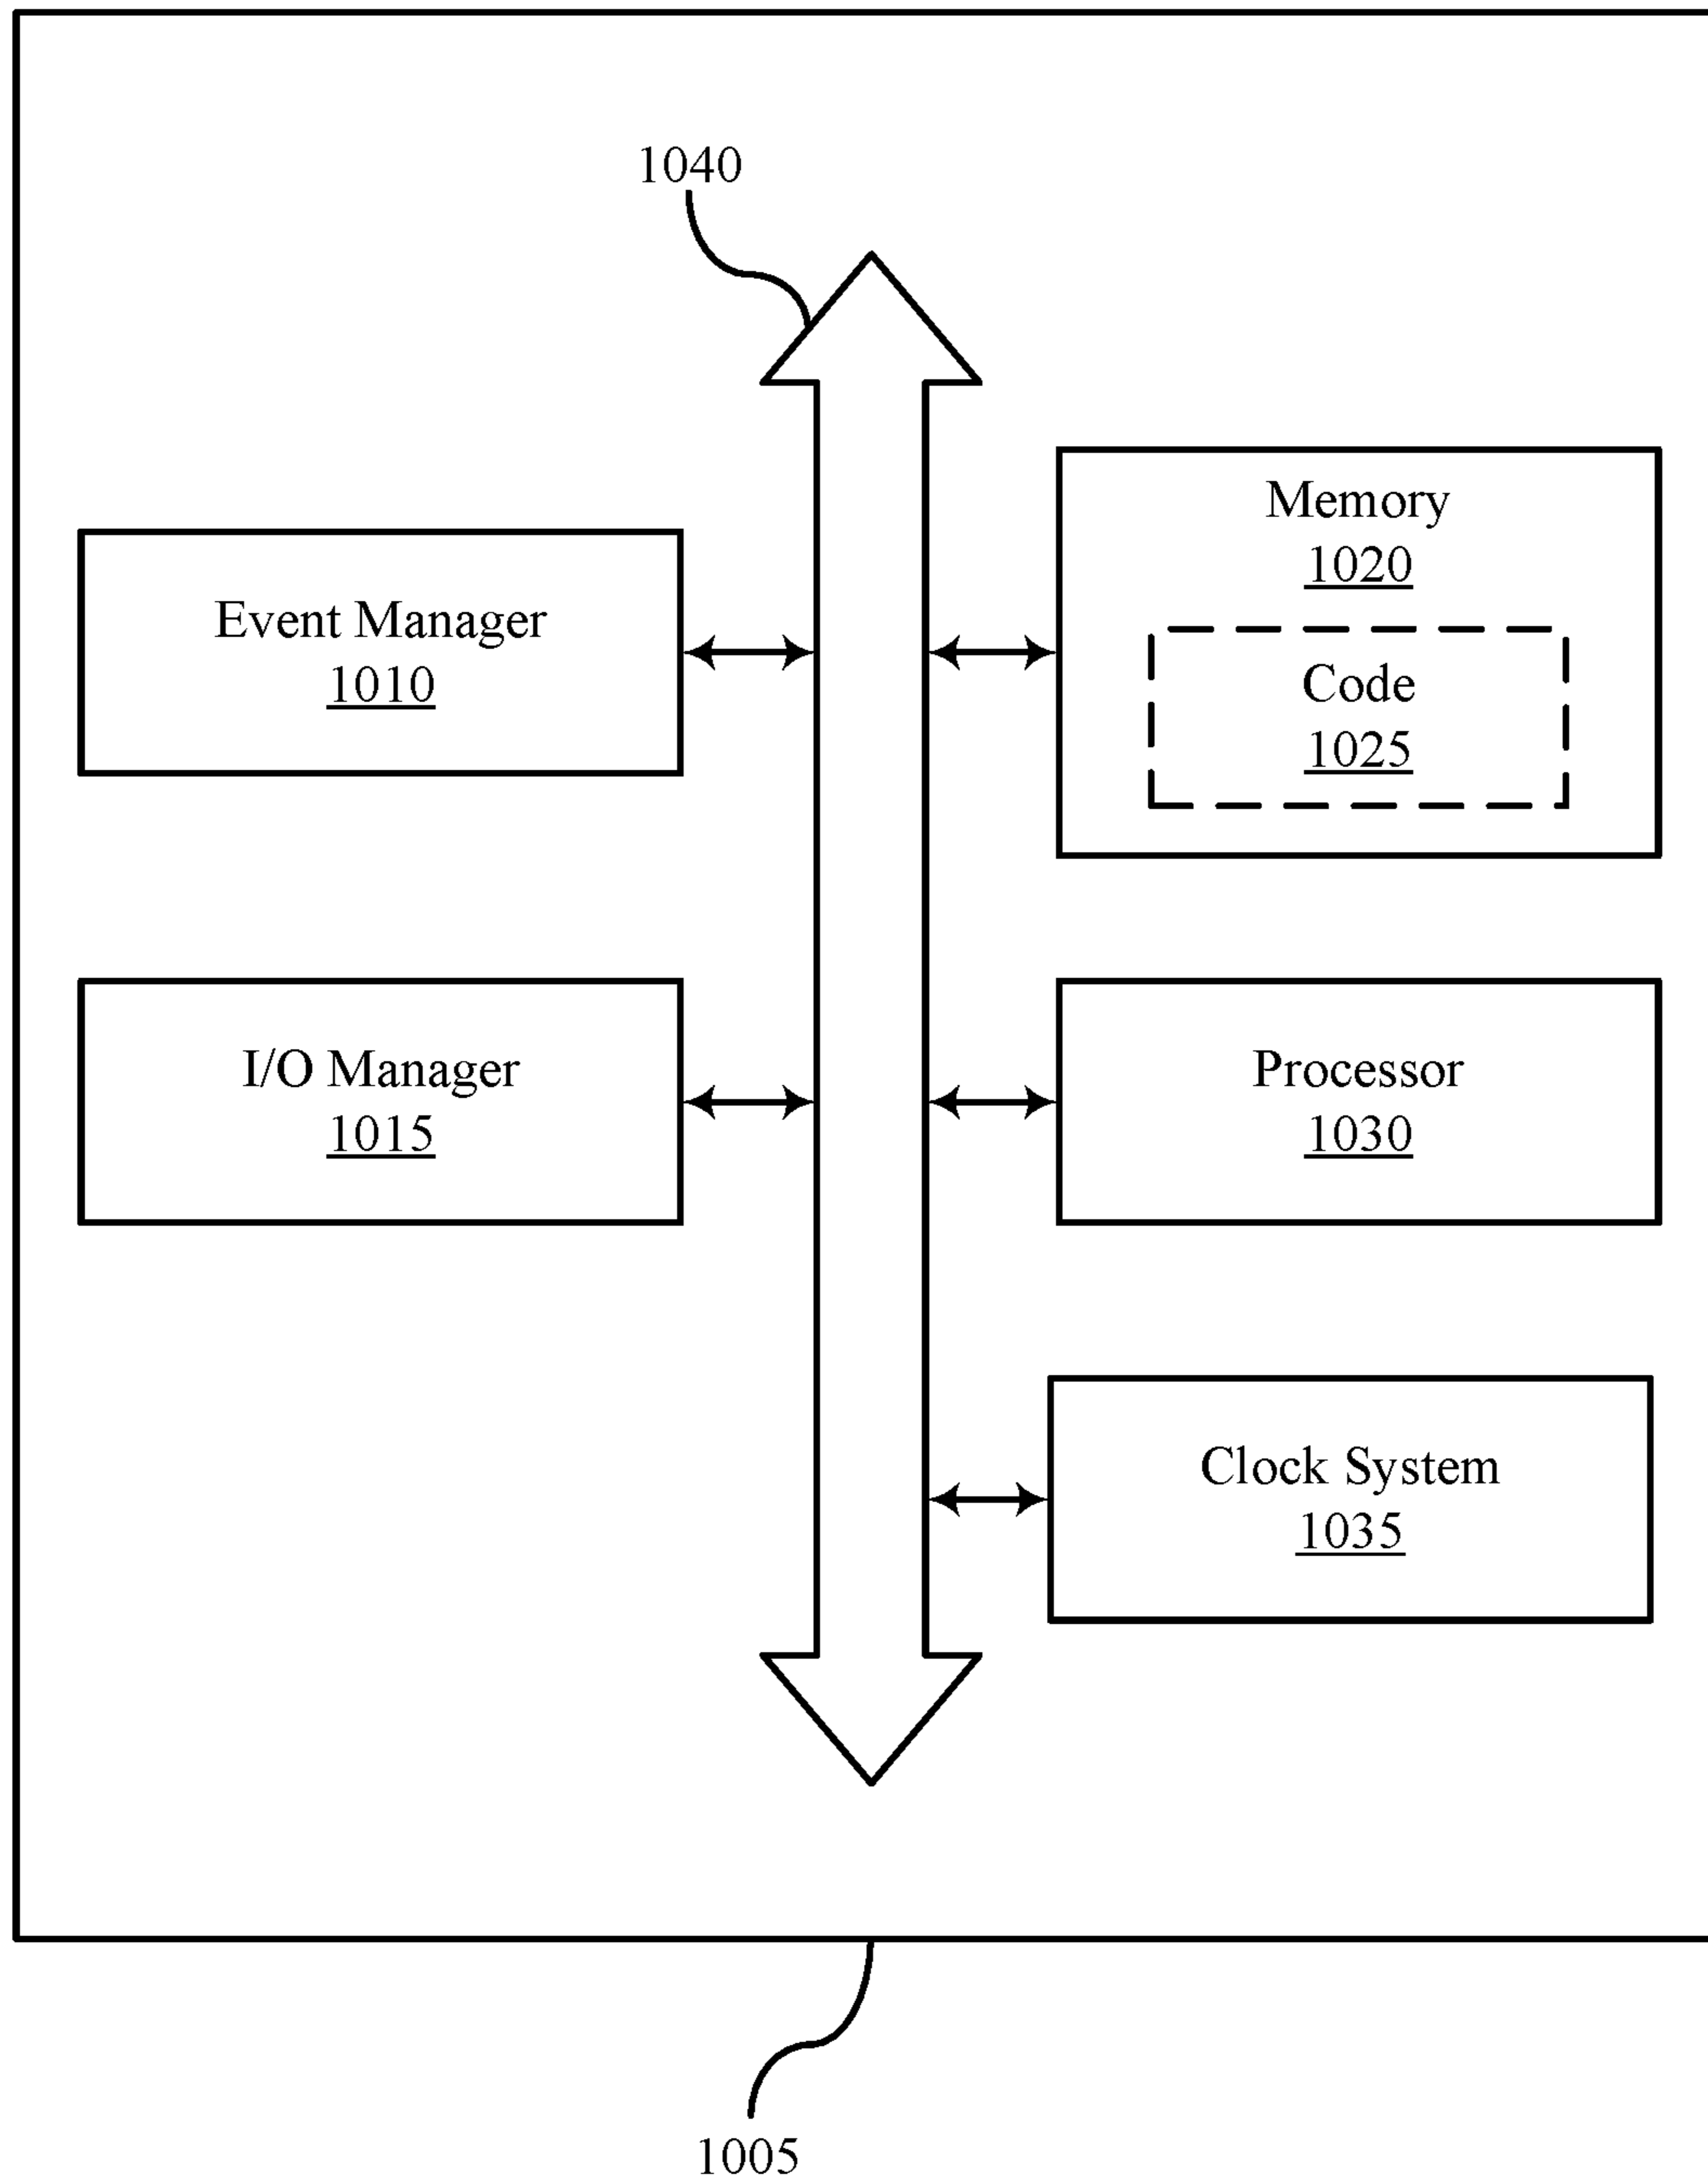 1040
Event Manager
1010
I/O Manager
1015
Memory
1020
Code
1025
Processor
1030
Clock System
1035
1005